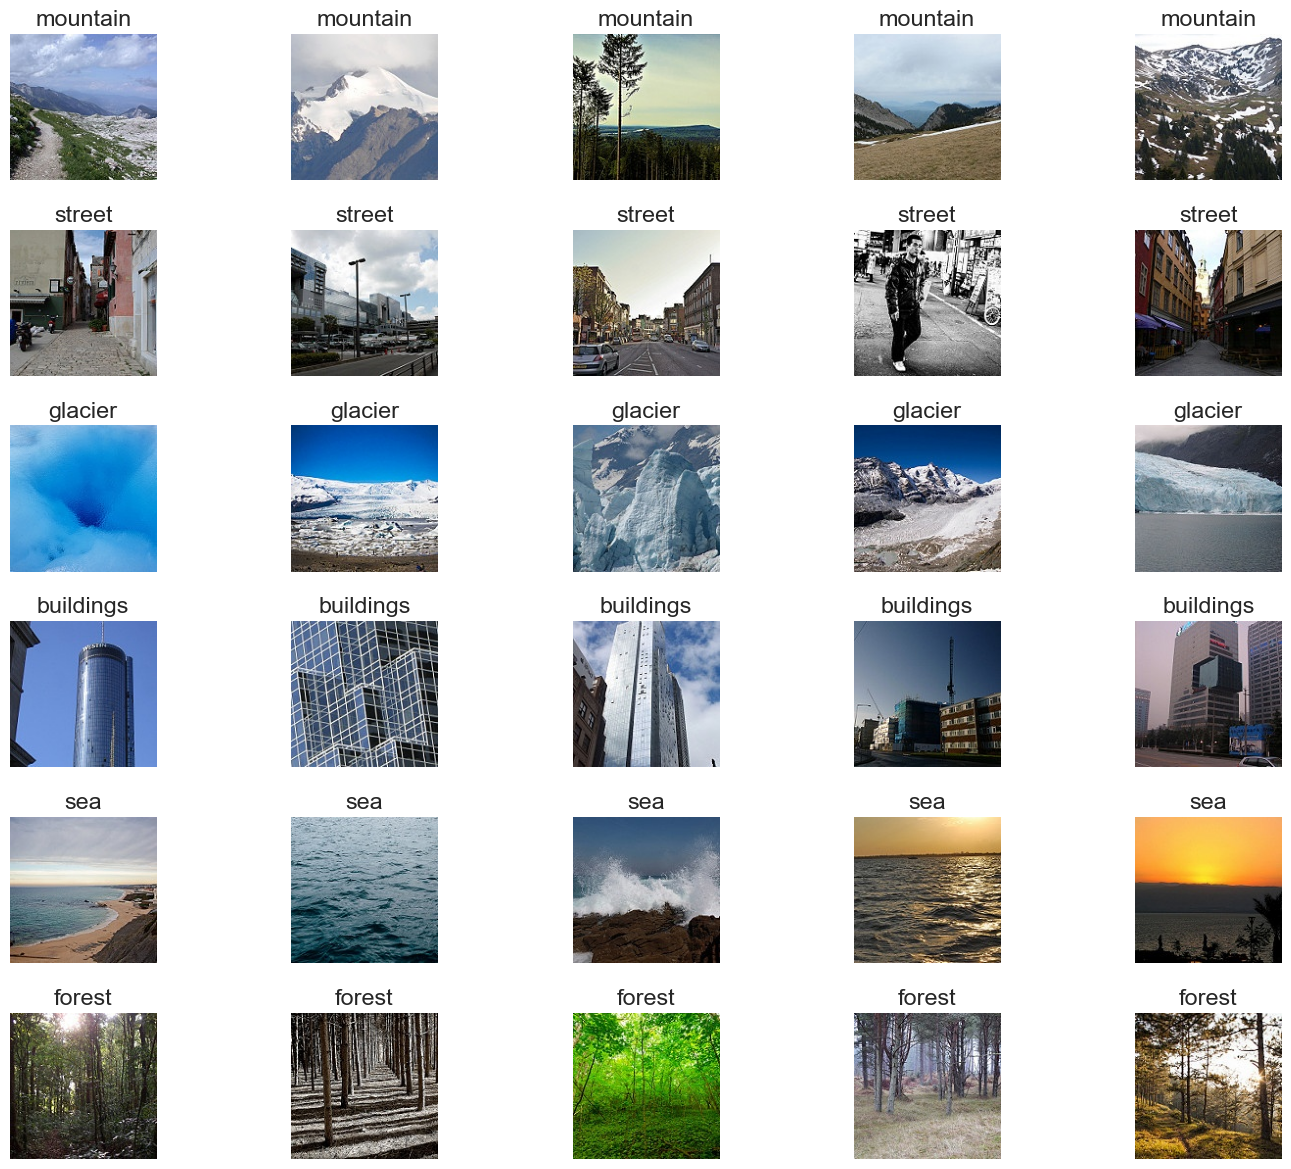 mountain mountain mountain mountain mountain
street street street street street
glacier glacier glacier glacier glacier
buildings buildings buildings buildings buildings
sea sea sea sea sea
forest forest forest forest forest